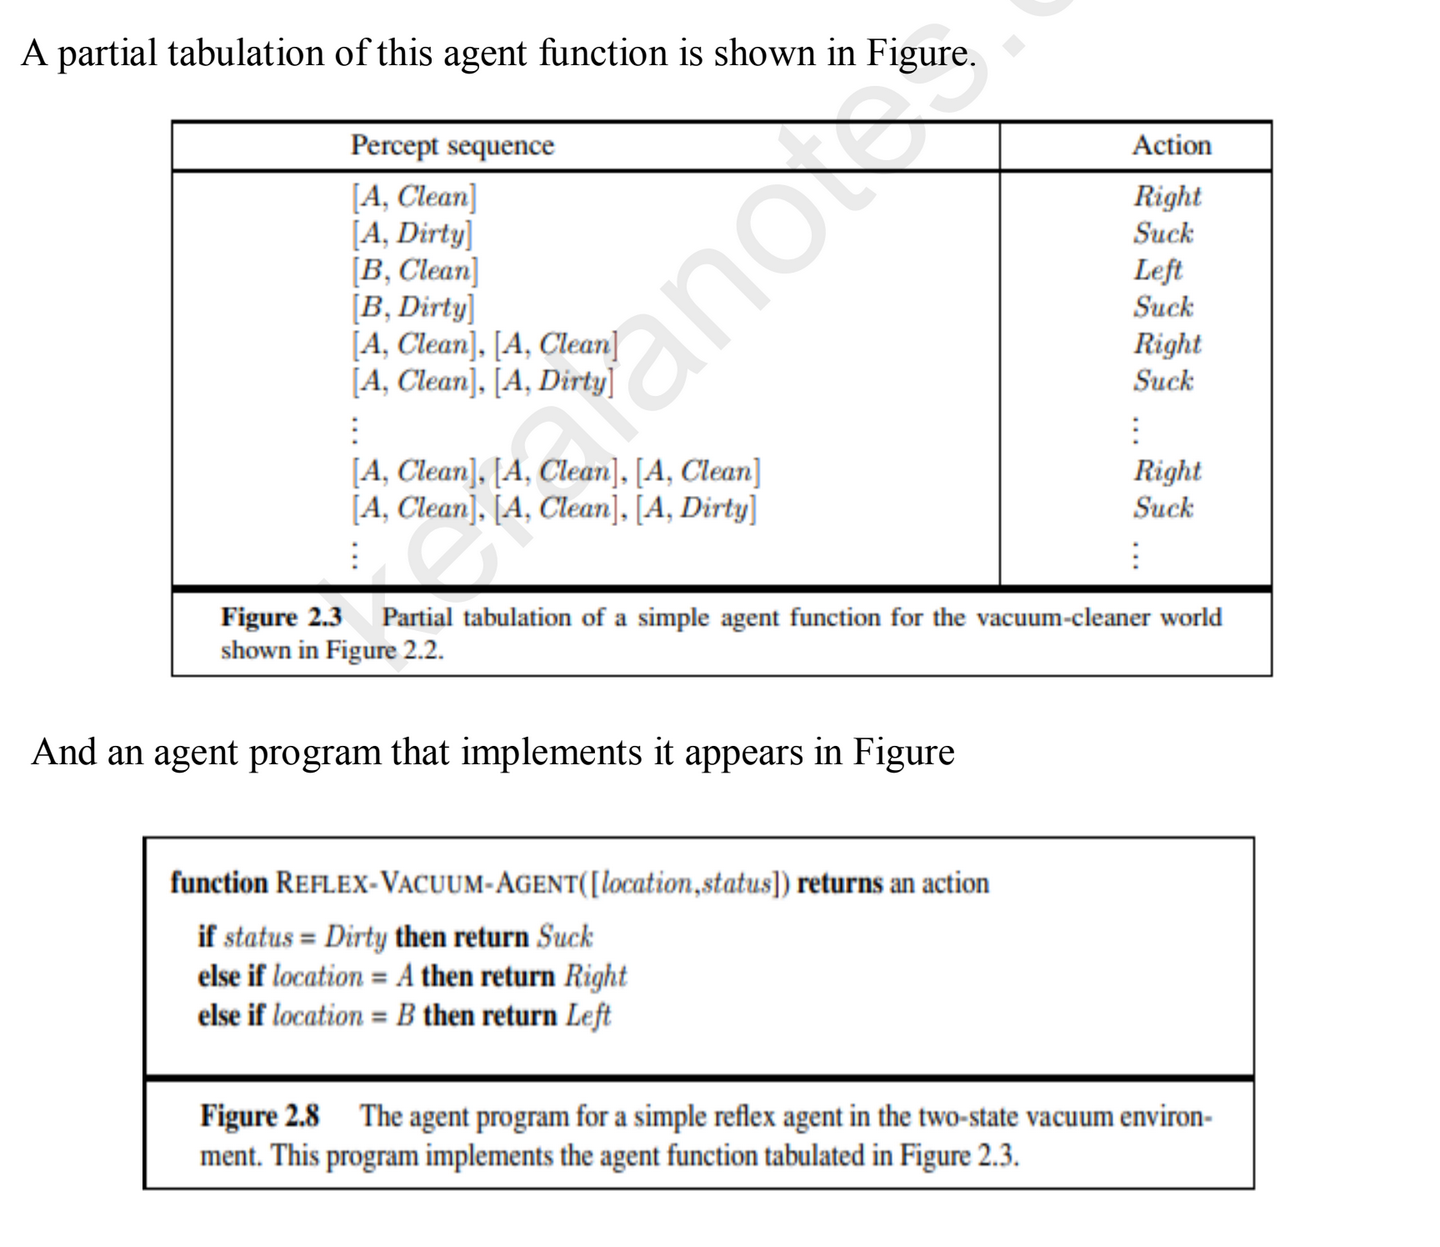 A partial tabulation of this agent function is shown in Figure.
Percept sequence Action
[A, Clean] Right
[A, Dirty] Suck
[B, Clean] Left
[B, Dirty] Suck
[A, Clean], [A, Clean] Right
[A, Clean], [A, Dirty] Suck
⋮ ⋮
[A, Clean], [A, Clean], [A, Clean] Right
[A, Clean], [A, Clean], [A, Dirty] Suck
⋮ ⋮
Figure 2.3 Partial tabulation of a simple agent function for the vacuum-cleaner world
shown in Figure 2.2.
keralanotes.
And an agent program that implements it appears in Figure
function REFLEX-VACUUM-AGENT([location,status]) returns an action
if status = Dirty then return Suck
else if location = A then return Right
else if location = B then return Left
Figure 2.8 The agent program for a simple reflex agent in the two-state vacuum environ-
ment. This program implements the agent function tabulated in Figure 2.3.